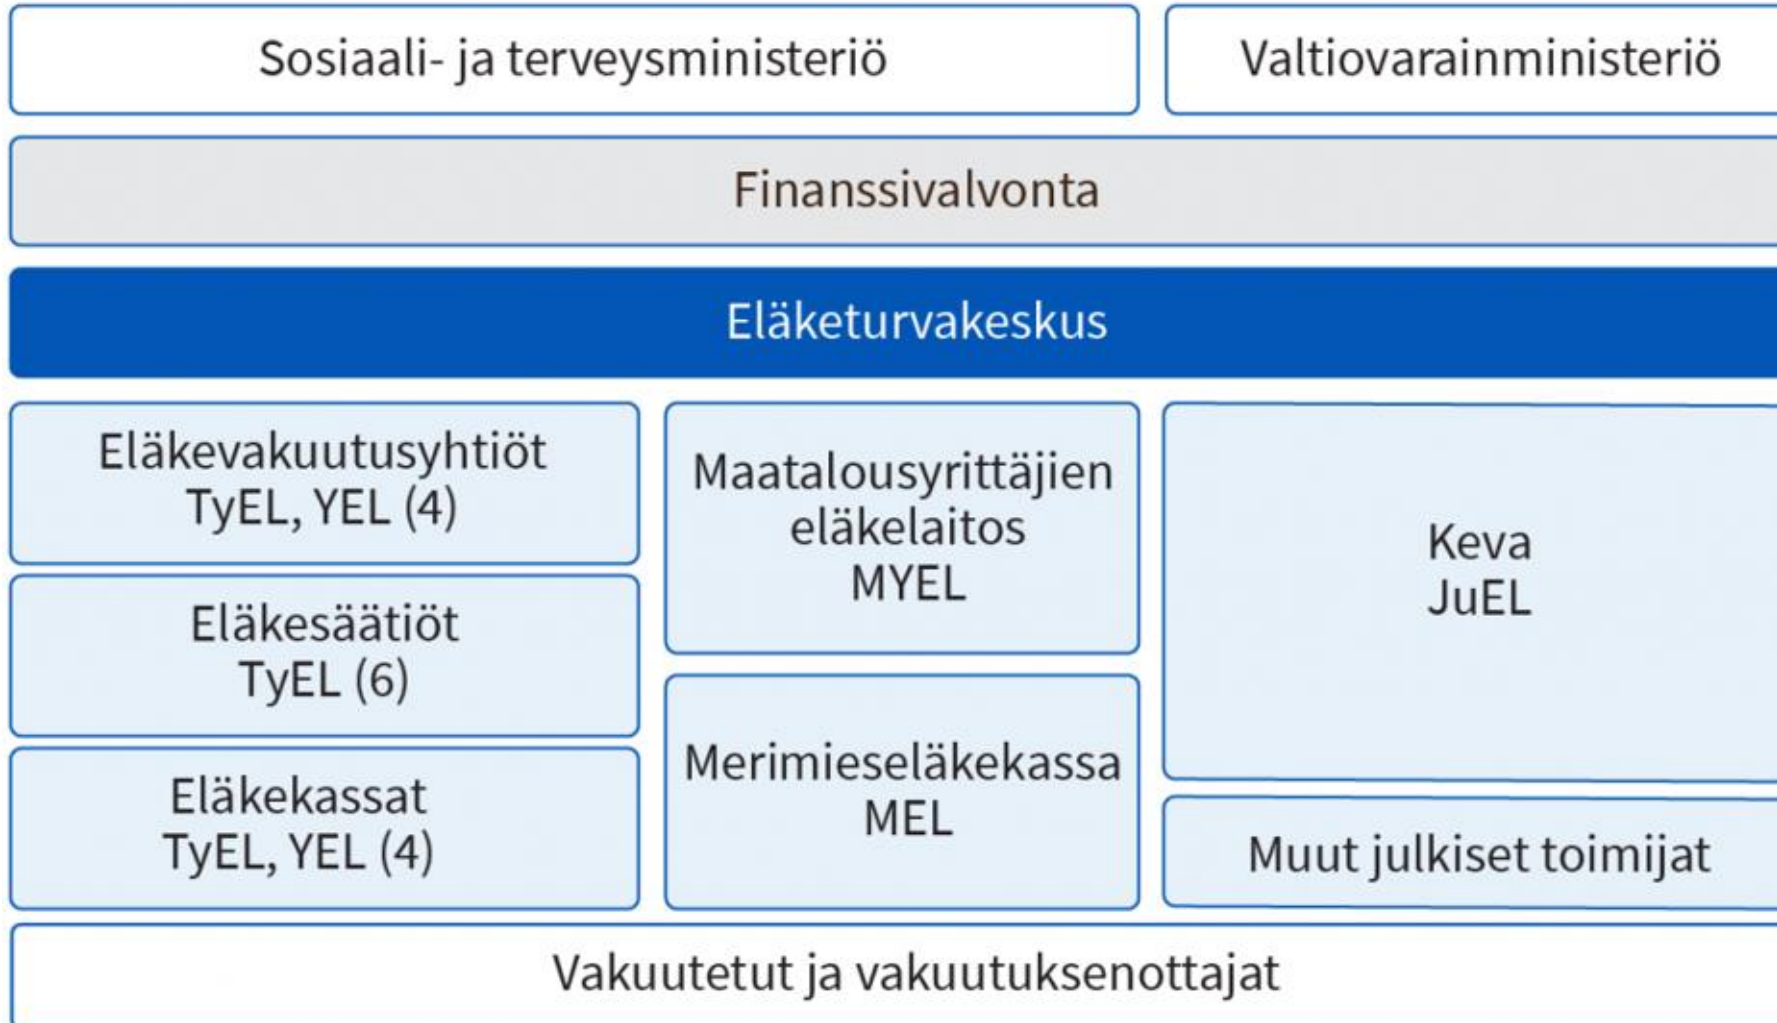 Sosiaali- ja terveysministeriö
Valtiovarainministeriö
Finanssivalvonta
Eläketurvakeskus
Eläkevakuutusyhtiöt
TyEL, YEL (4)
Eläkesäätiöt
TyEL (6)
Eläkekassat
TyEL, YEL (4)
Maatalousyrittäjien
eläkelaitos
MYEL
Merimieseläkekassa
MEL
Keva
JuEL
Muut julkiset toimijat
Vakuutetut ja vakuutuksenottajat